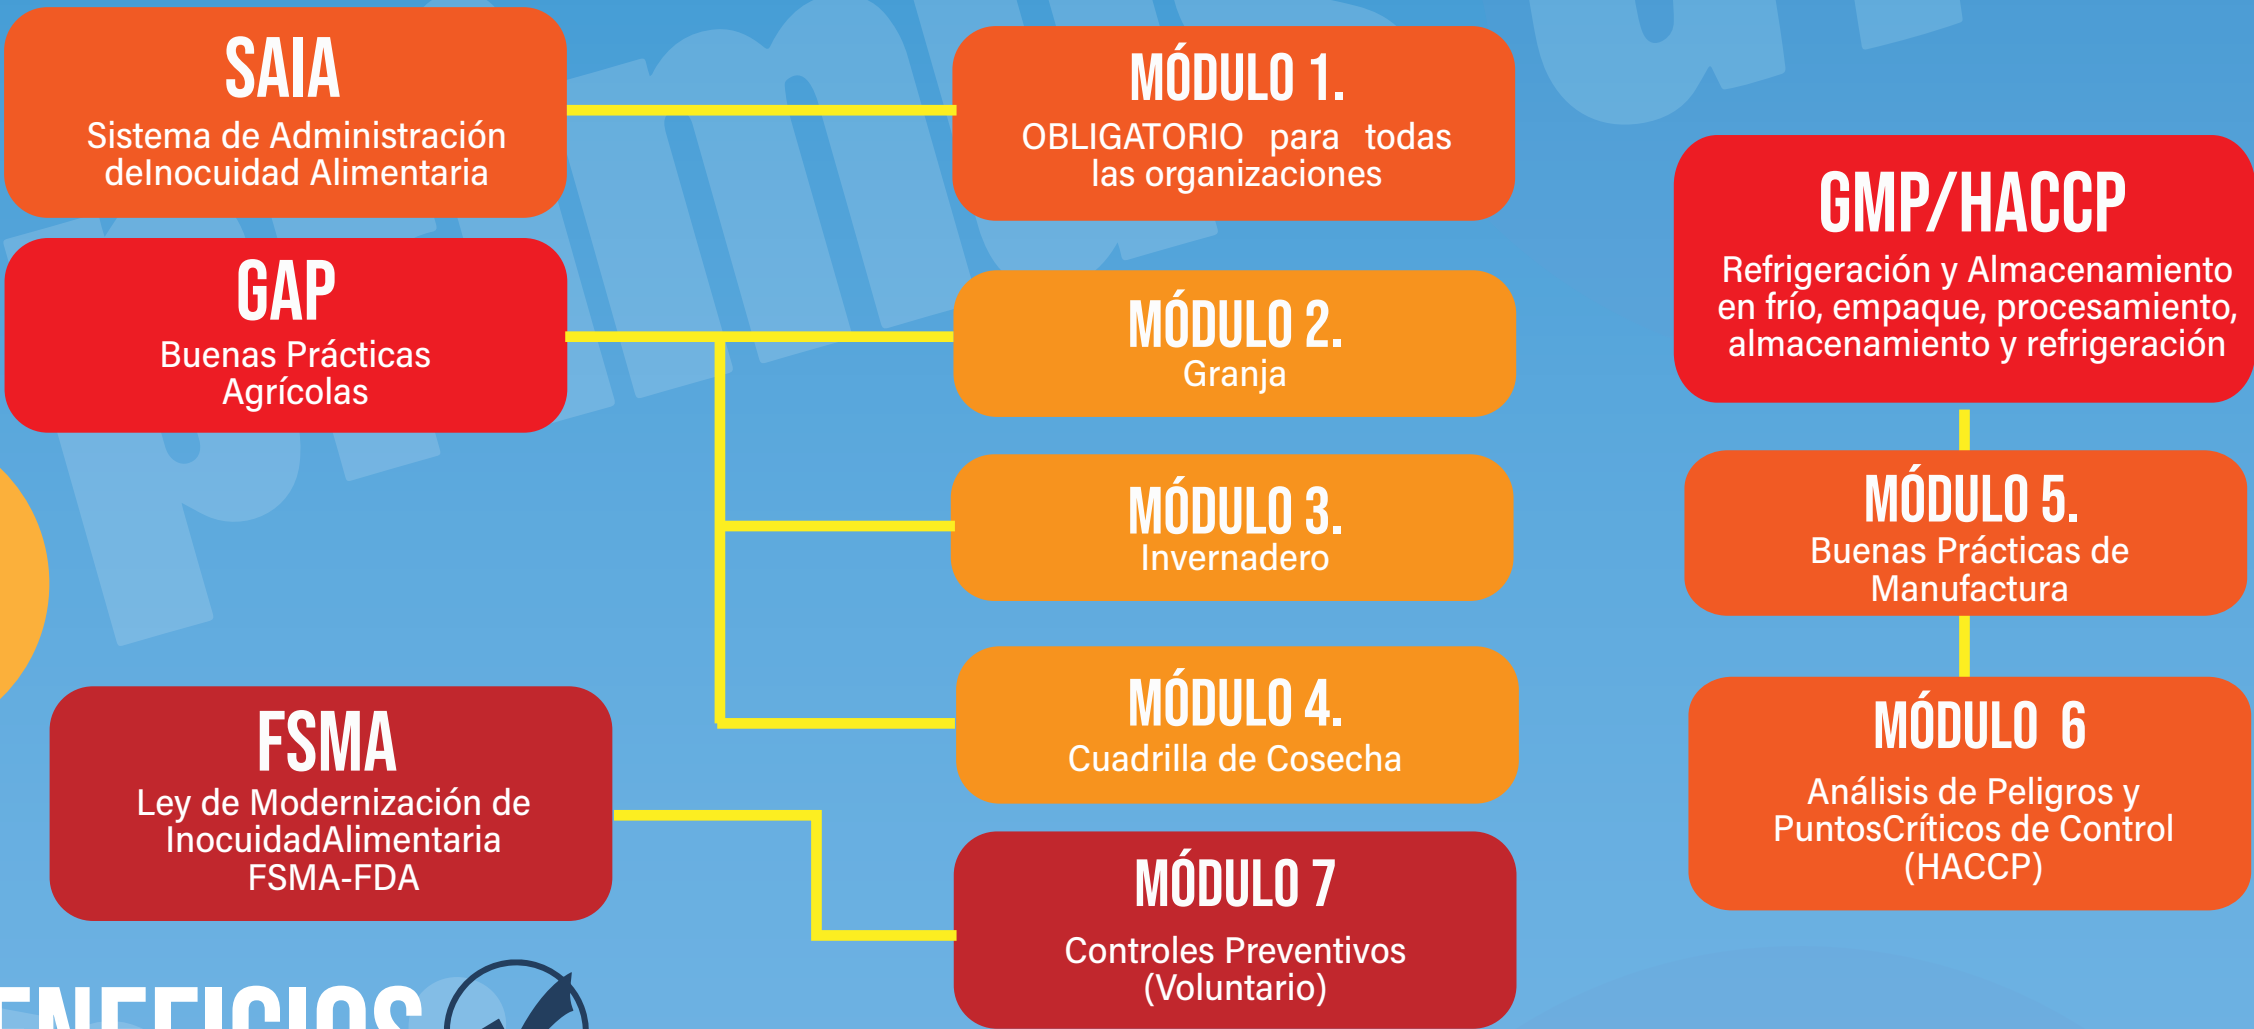 SAIA
Sistema de Administración
deInocuidad Alimentaria
GAP
Buenas Prácticas
Agrícolas
FSMA
Ley de Modernización de
InocuidadAlimentaria
FSMA-FDA
MÓDULO 1.
OBLIGATORIO para todas
las organizaciones
MÓDULO 2.
Granja
MÓDULO 3.
Invernadero
MÓDULO 4.
Cuadrilla de Cosecha
MÓDULO 7
Controles Preventivos
(Voluntario)
GMP/HACCP
Refrigeración y Almacenamiento
en frío, empaque, procesamiento,
almacenamiento y refrigeración
MÓDULO 5.
Buenas Prácticas de
Manufactura
MÓDULO 6
Análisis de Peligros y
PuntosCríticos de Control
(HACCP)
ENEFICIOS